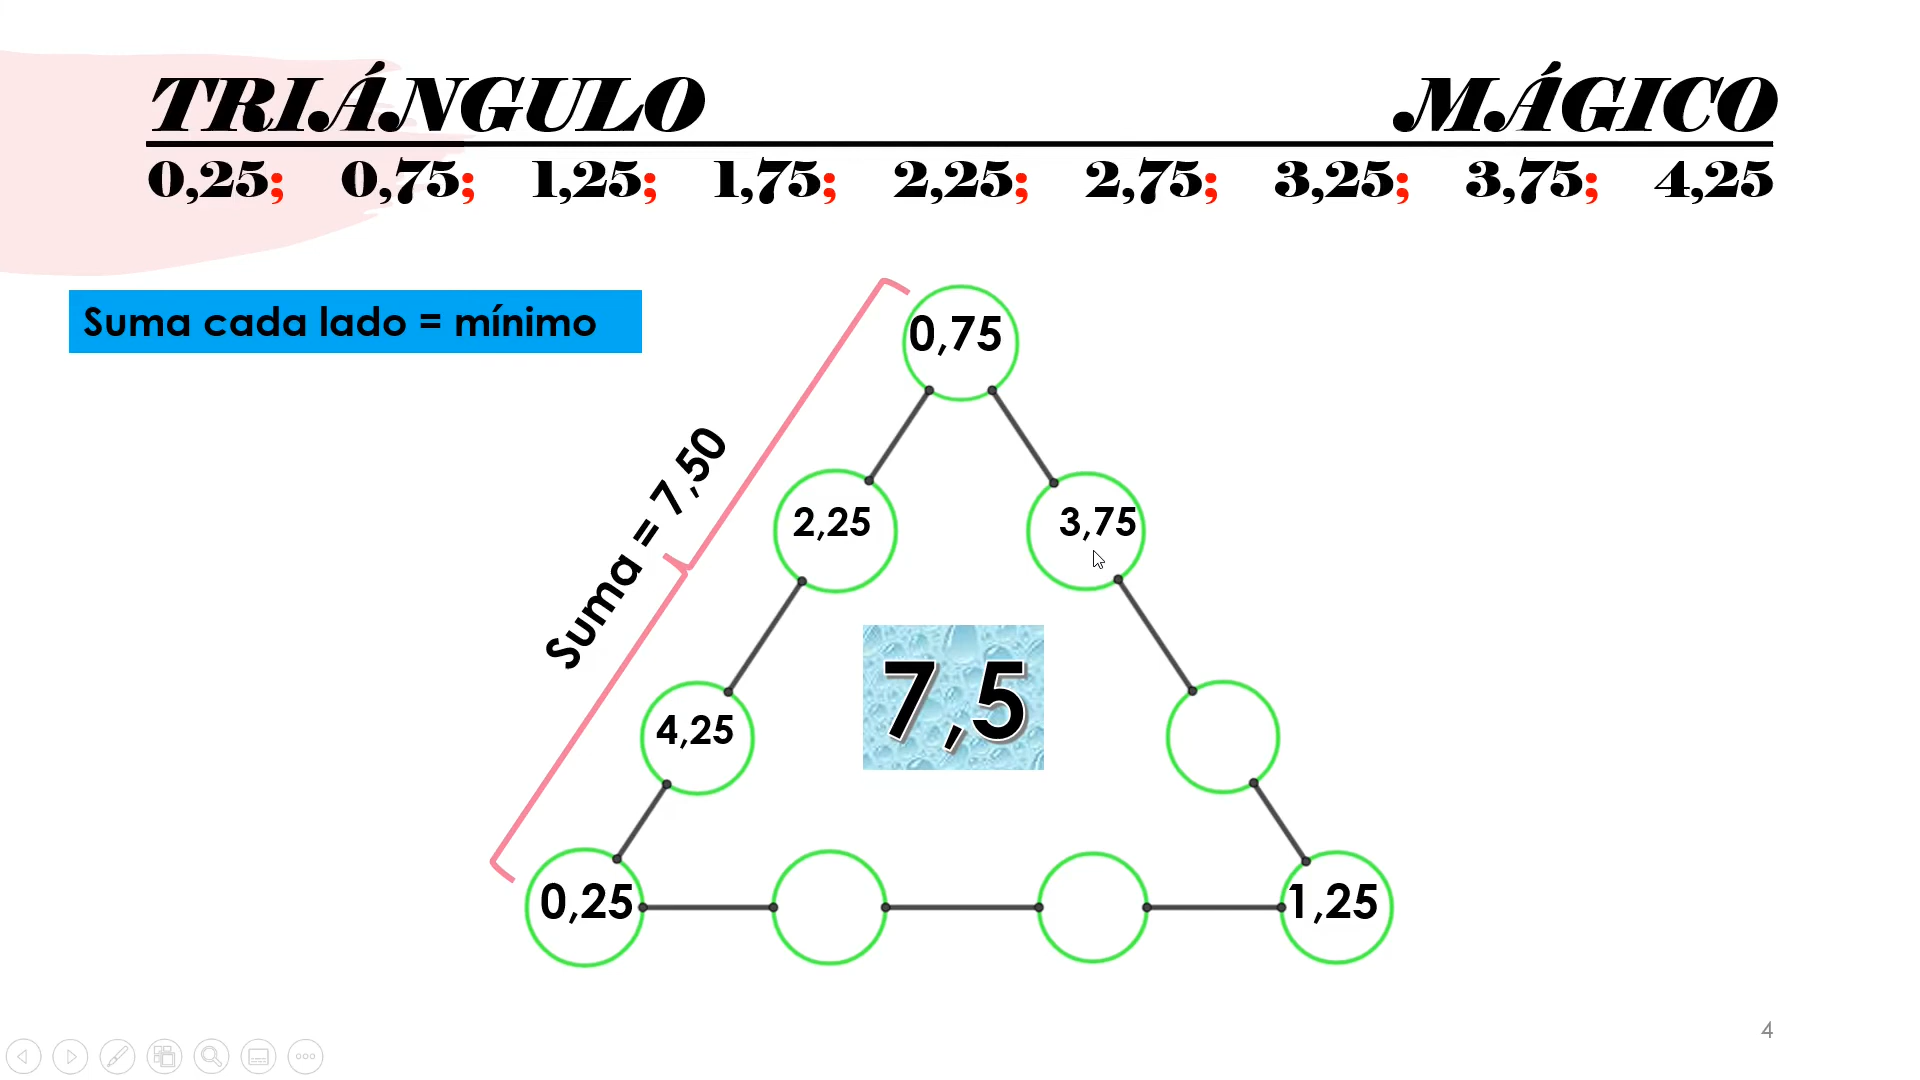 TRIÁNGULO MÁGICO
0,25; 0,75; 1,25; 1,75; 2,25; 2,75; 3,25; 3,75; 4,25
Suma cada lado = mínimo
0,75
Suma = 7,50
2,25
3,75
7,5
4,25
0,25
1,25
4